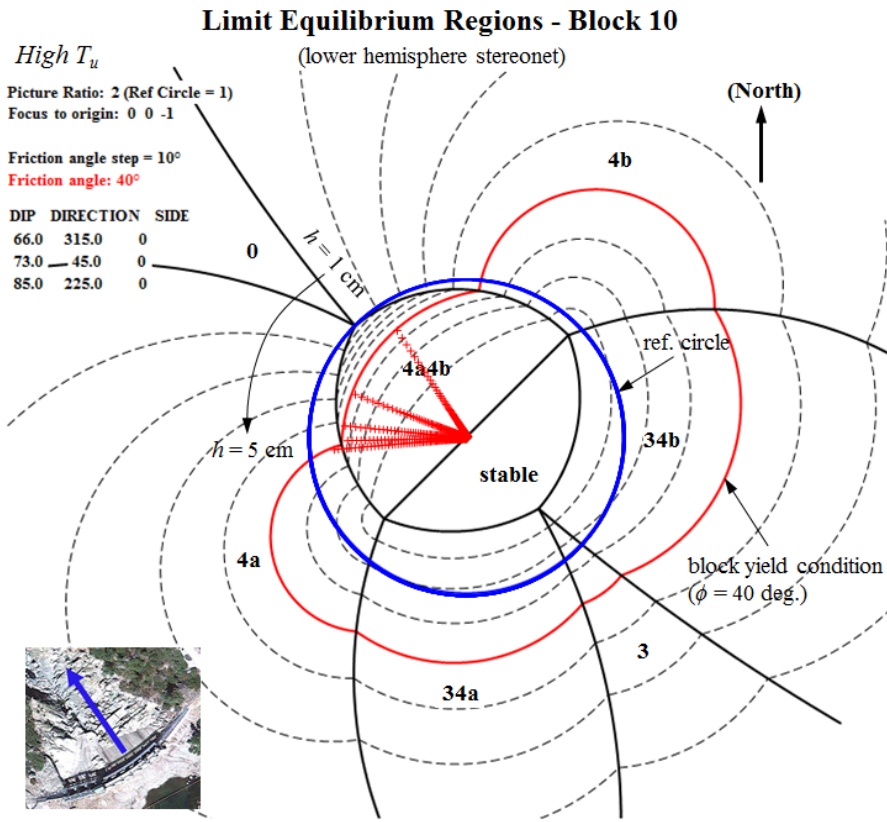 Limit Equilibrium Regions - Block 10
(lower hemisphere stereonet)
High Tu
Picture Ratio: 2 (Ref Circle = 1)
Focus to origin: 0 0 -1
Friction angle step = 10°
Friction angle: 40°
DIP DIRECTION SIDE
66.0 315.0 0
73.0 45.0 0
85.0 225.0 0
(North)
4b
0
h = 1 cm
ref. circle
4a4b
h = 5 cm
34b
stable
4a
block yield condition
(ϕ = 40 deg.)
3
34a